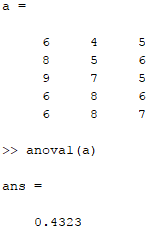 a =
6 4 5
8 5 6
9 7 5
6 8 6
6 8 7
>> anova1(a)
ans =
0.4323